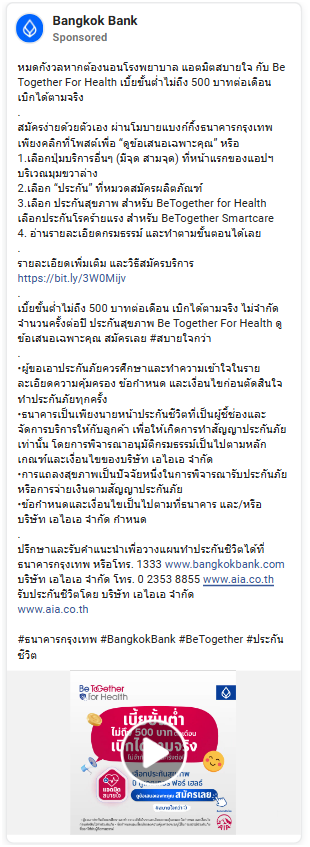 Bangkok Bank
Sponsored
หมดกังวลหากต้องนอนโรงพยาบาล แอดมิตสบายใจ กับ Be
Together For Health เบี้ยขั้นต่ำไม่ถึง 500 บาทต่อเดือน
เบิกได้ตามจริง
.
สมัครง่ายด้วยตัวเอง ผ่านโมบายแบงก์กิ้งธนาคารกรุงเทพ
เพียงคลิกที่โพสต์เพื่อ “ดูข้อเสนอเฉพาะคุณ” หรือ
1.เลือกปุ่มบริการอื่นๆ (มีจุด สามจุด) ที่หน้าแรกของแอปฯ
บริเวณมุมขวาล่าง
2.เลือก “ประกัน” ที่หมวดสมัครผลิตภัณฑ์
3.เลือก ประกันสุขภาพ สำหรับ BeTogether for Health
เลือกประกันโรคร้ายแรง สำหรับ BeTogether Smartcare
4. อ่านรายละเอียดกรมธรรม์ และทำตามขั้นตอนได้เลย
.
รายละเอียดเพิ่มเติม และวิธีสมัครบริการ
https://bit.ly/3W0Mijv
.
เบี้ยขั้นต่ำไม่ถึง 500 บาทต่อเดือน เบิกได้ตามจริง ไม่จำกัด
จำนวนครั้งต่อปี ประกันสุขภาพ Be Together For Health ดู
ข้อเสนอเฉพาะคุณ สมัครเลย #สบายใจกว่า
.
•ผู้ขอเอาประกันภัยควรศึกษาและทำความเข้าใจในราย
ละเอียดความคุ้มครอง ข้อกำหนด และเงื่อนไขก่อนตัดสินใจ
ทำประกันภัยทุกครั้ง
•ธนาคารเป็นเพียงนายหน้าประกันชีวิตที่เป็นผู้ชี้ช่องและ
จัดการบริการให้กับลูกค้า เพื่อให้เกิดการทำสัญญาประกันภัย
เท่านั้น โดยการพิจารณาอนุมัติกรมธรรม์เป็นไปตามหลัก
เกณฑ์และเงื่อนไขของบริษัท เอไอเอ จำกัด
•การแถลงสุขภาพเป็นปัจจัยหนึ่งในการพิจารณารับประกันภัย
หรือการจ่ายเงินตามสัญญาประกันภัย
•ข้อกำหนดและเงื่อนไขเป็นไปตามที่ธนาคาร และ/หรือ
บริษัท เอไอเอ จำกัด กำหนด
.
ปรึกษาและรับคำแนะนำเพื่อวางแผนทำประกันชีวิตได้ที่
ธนาคารกรุงเทพ หรือโทร. 1333 www.bangkokbank.com
บริษัท เอไอเอ จำกัด โทร. 0 2353 8855 www.aia.co.th
รับประกันชีวิตโดย บริษัท เอไอเอ จำกัด
www.aia.co.th
#ธนาคารกรุงเทพ #BangkokBank #BeTogether #ประกัน
ชีวิต
Be Together
for Health
เบี้ยขั้นต่ำ
ไม่ถึง 500 บาทต่อเดือน
เบิกได้ตามจริง
แอดมิต
สบายใจ
สมัครเลย
AIA